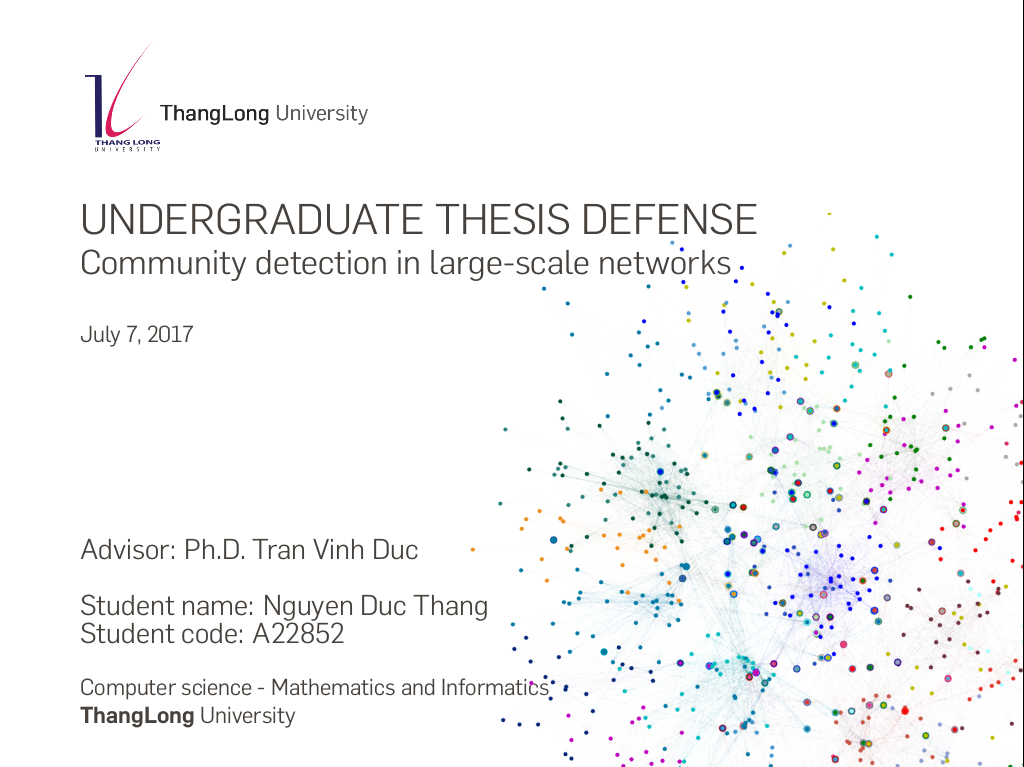 THANG LONG
UNIVERSITY
ThangLong University
UNDERGRADUATE THESIS DEFENSE
Community detection in large-scale networks
July 7, 2017
Advisor: Ph.D. Tran Vinh Duc
Student name: Nguyen Duc Thang
Student code: A22852
Computer science - Mathematics and Informatics
ThangLong University